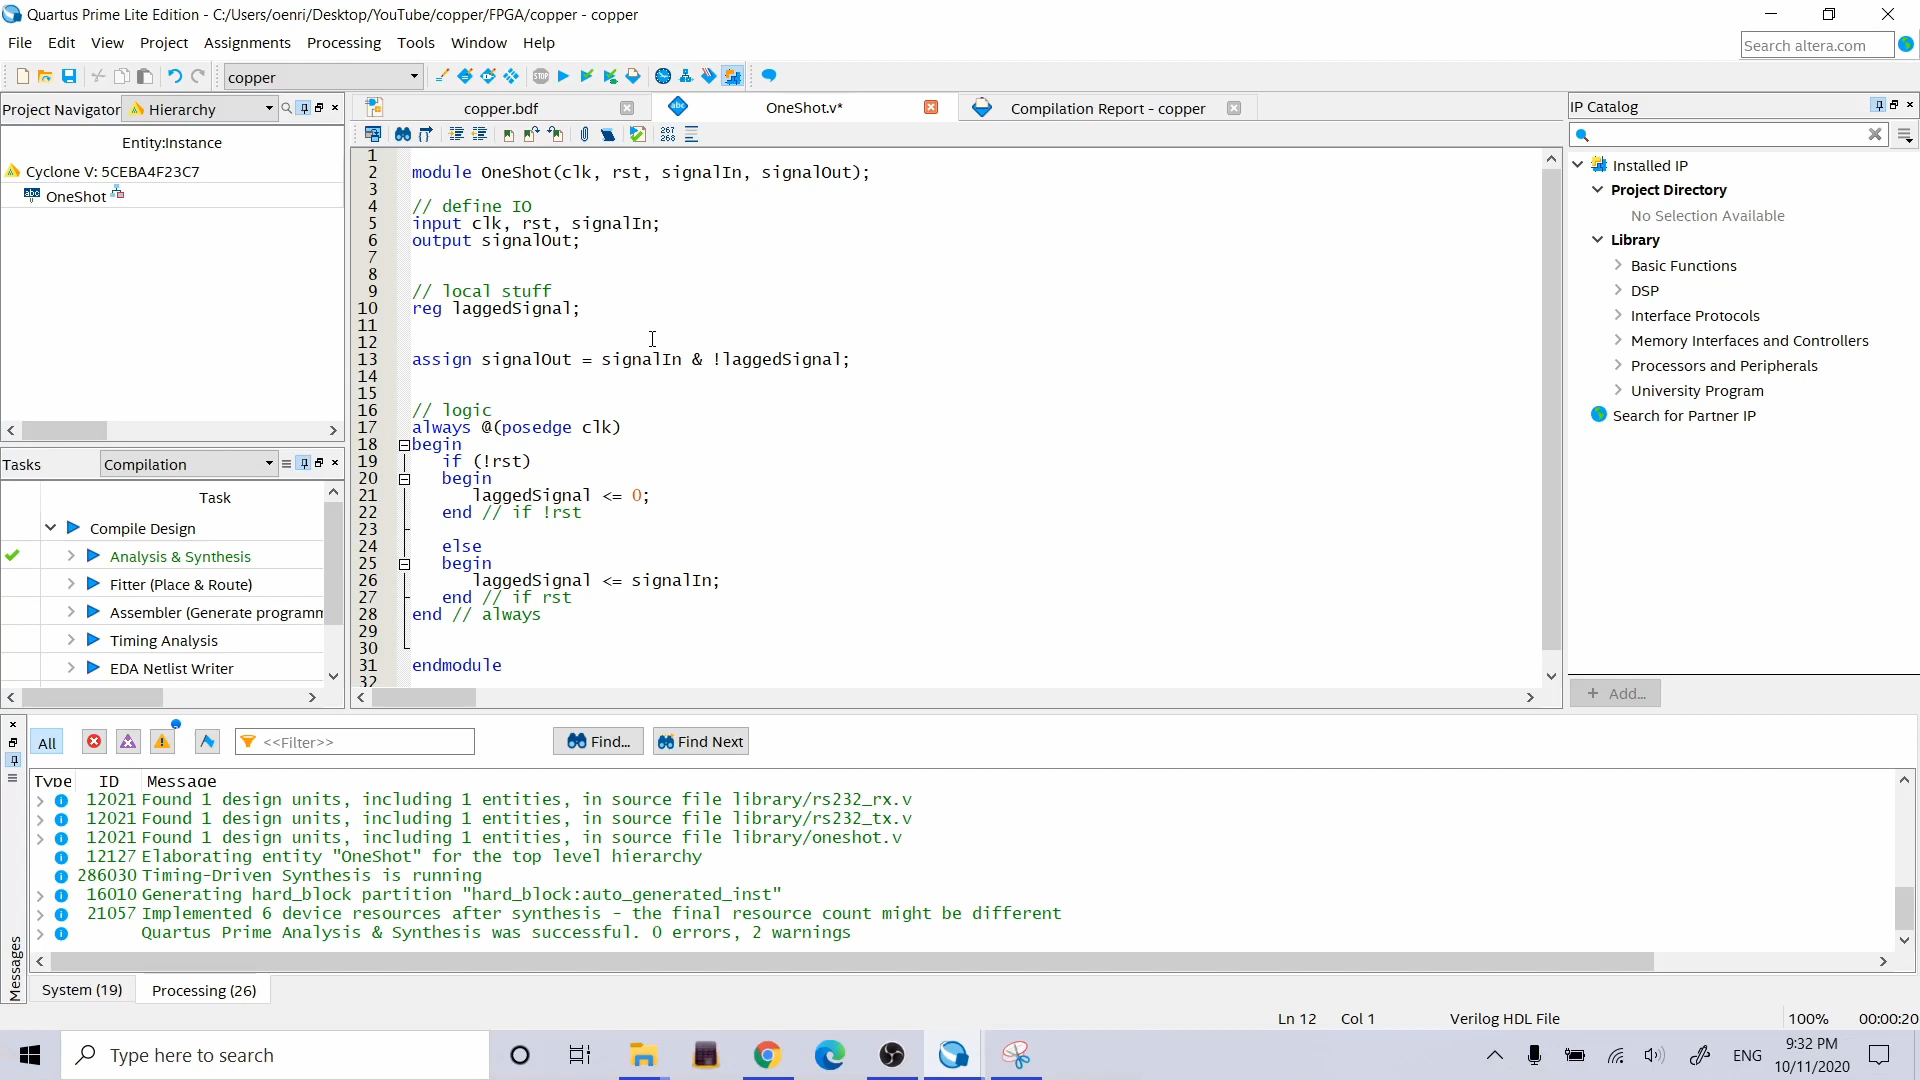 Quartus Prime Lite Edition - C:/Users/oenri/Desktop/YouTube/copper/FPGA/copper - copper
File Edit View Project Assignments Processing Tools Window Help
Search altera.com
copper
STOP
Project Navigator Hierarchy
copper.bdf
abc
OneShot.v*
Compilation Report - copper
IP Catalog
267
268
Entity:Instance
Cyclone V: 5CEBA4F23C7
abc OneShot
Installed IP
Project Directory
No Selection Available
Library
Basic Functions
DSP
Interface Protocols
Memory Interfaces and Controllers
Processors and Peripherals
University Program
Search for Partner IP
+ Add...
Tasks Compilation
Task
Compile Design
Analysis & Synthesis
Fitter (Place & Route)
Assembler (Generate programm
Timing Analysis
EDA Netlist Writer
1
2 module OneShot(clk, rst, signalIn, signalOut);
3
4 // define IO
5 input clk, rst, signalIn;
6 output signalOut;
7
8
9 // local stuff
10 reg laggedSignal;
11
12
13 assign signalOut = signalIn & !laggedSignal;
14
15
16 // logic
17 always @(posedge clk)
18 begin
19 if (!rst)
20 begin
21 laggedSignal <= 0;
22 end // if !rst
23
24 else
25 begin
26 laggedSignal <= signalIn;
27 end // if rst
28 end // always
29
30
31 endmodule
32
All
<<Filter>>
Find...
Find Next
Type ID Message
12021 Found 1 design units, including 1 entities, in source file library/rs232_rx.v
12021 Found 1 design units, including 1 entities, in source file library/rs232_tx.v
12021 Found 1 design units, including 1 entities, in source file library/oneshot.v
12127 Elaborating entity "OneShot" for the top level hierarchy
286030 Timing-Driven Synthesis is running
16010 Generating hard_block partition "hard_block:auto_generated_inst"
21057 Implemented 6 device resources after synthesis - the final resource count might be different
Quartus Prime Analysis & Synthesis was successful. 0 errors, 2 warnings
Messages
System (19)
Processing (26)
Ln 12 Col 1 Verilog HDL File 100% 00:00:20
Type here to search
ENG
9:32 PM
10/11/2020